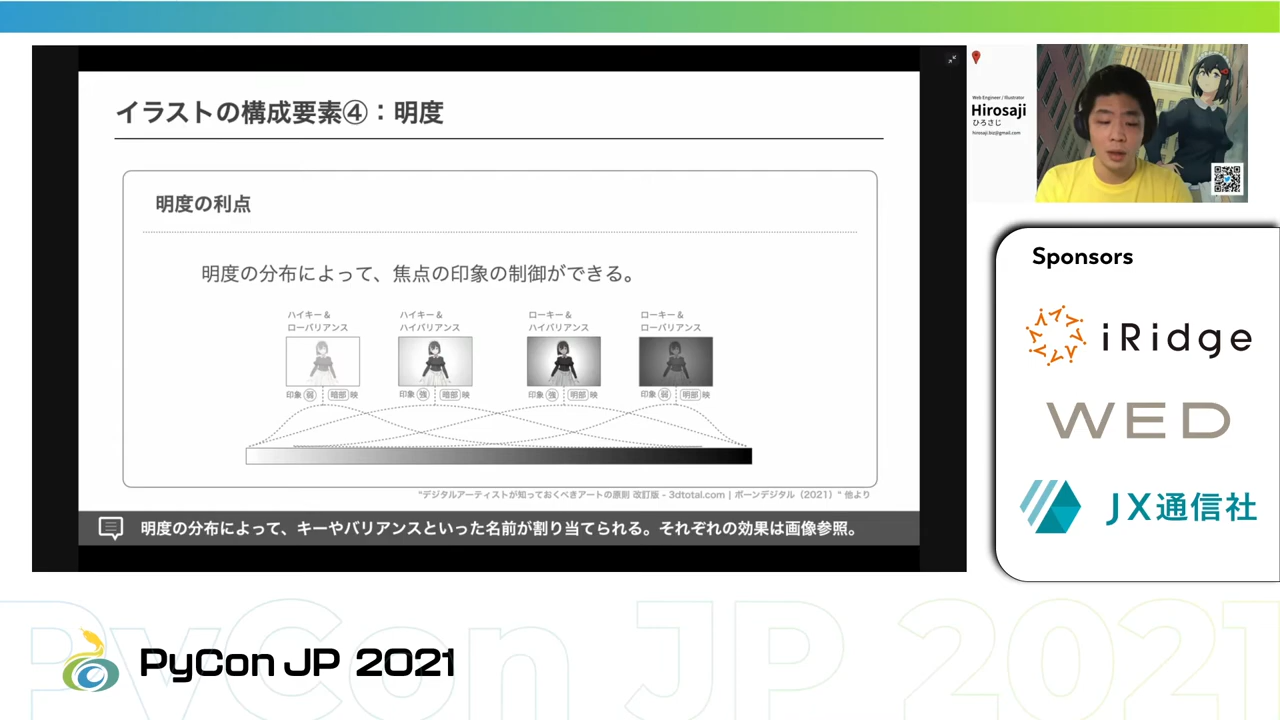 イラストの構成要素④：明度
明度の利点
明度の分布によって、焦点の印象の制御ができる。
ハイキー＆
ローバリアンス
ハイキー＆
ハイバリアンス
ローキー＆
ハイバリアンス
ローキー＆
ローバリアンス
印象 弱 暗部 映
印象 強 暗部 映
印象 強 明部 映
印象 弱 明部 映
"デジタルアーティストが知っておくべきアートの原則 改訂版 - 3dtotal.com | ボーンデジタル（2021）" 他より
明度の分布によって、キーやバリアンスといった名前が割り当てられる。それぞれの効果は画像参照。
Web Engineer / Illustrator
Hirosaji
ひろさじ
hirosaji.biz@gmail.com
Sponsors
iRidge
WED
JX通信社
PyCon JP 2021
PyCon JP 2021